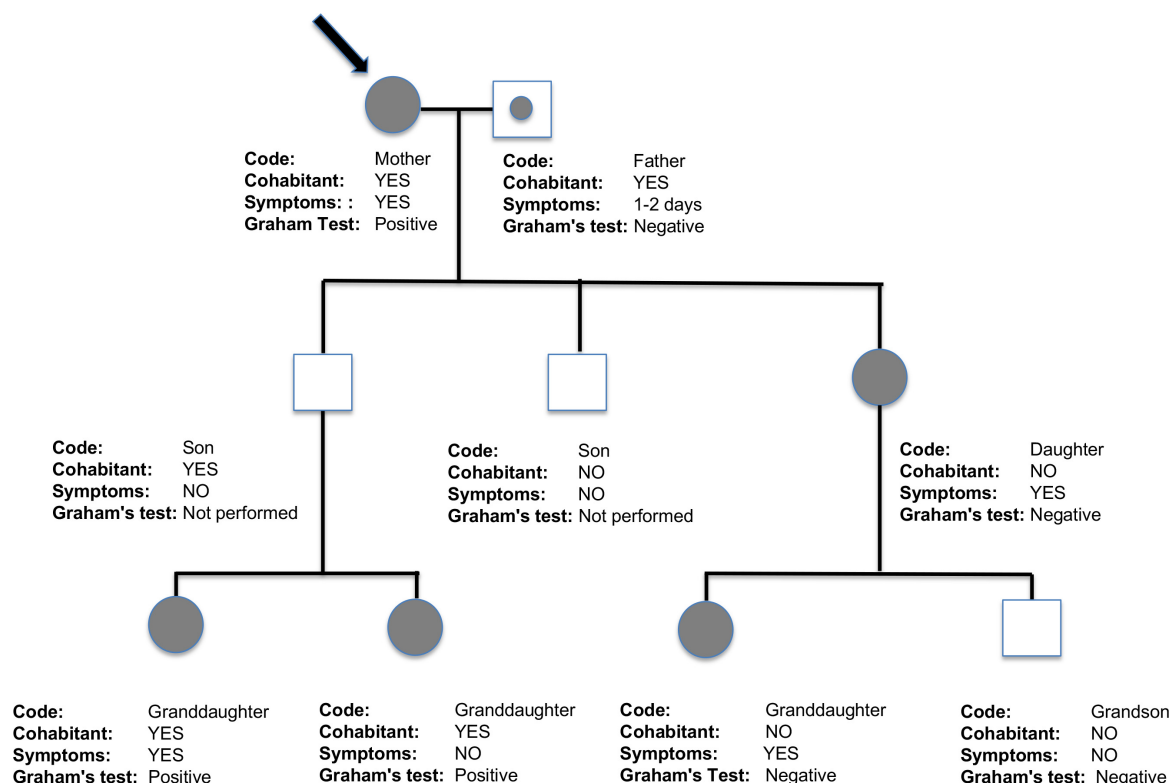 Code: Mother
Cohabitant: YES
Symptoms: : YES
Graham Test: Positive
Code: Father
Cohabitant: YES
Symptoms: 1-2 days
Graham's test: Negative
Code: Son
Cohabitant: YES
Symptoms: NO
Graham's test: Not performed
Code: Son
Cohabitant: NO
Symptoms: NO
Graham's test: Not performed
Code: Daughter
Cohabitant: NO
Symptoms: YES
Graham's test: Negative
Code: Granddaughter
Cohabitant: YES
Symptoms: YES
Graham's test: Positive
Code: Granddaughter
Cohabitant: YES
Symptoms: NO
Graham's test: Positive
Code: Granddaughter
Cohabitant: NO
Symptoms: YES
Graham's Test: Negative
Code: Grandson
Cohabitant: NO
Symptoms: NO
Graham's test: Negative